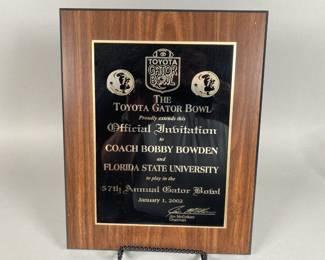 TOYOTA
GATOR
BOWL
THE
TOYOTA GATOR BOWL
Proudly extends this
Official Invitation
to
COACH BOBBY BOWDEN
and
FLORIDA STATE UNIVERSITY
to play in the
57th Annual Gator Bowl
January 1, 2002
Chairman